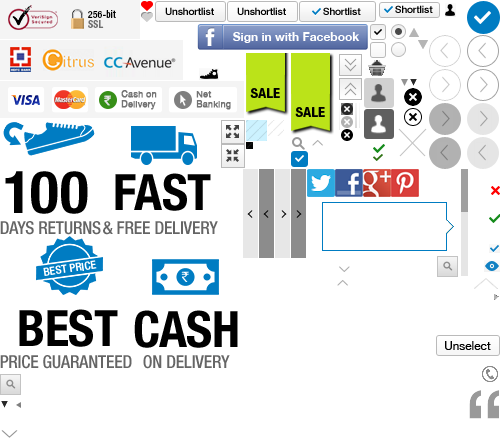 VeriSign
Secured
256-bit
SSL
Unshortlist
Unshortlist
Shortlist
Shortlist
f Sign in with Facebook
Citrus
CCAvenue
SALE
SALE
VISA
MasterCard
Cash on
Delivery
Net
Banking
100
DAYS RETURNS
FAST
& FREE DELIVERY
f
g+
BEST PRICE
₹
BEST
PRICE GUARANTEED
CASH
ON DELIVERY
Unselect